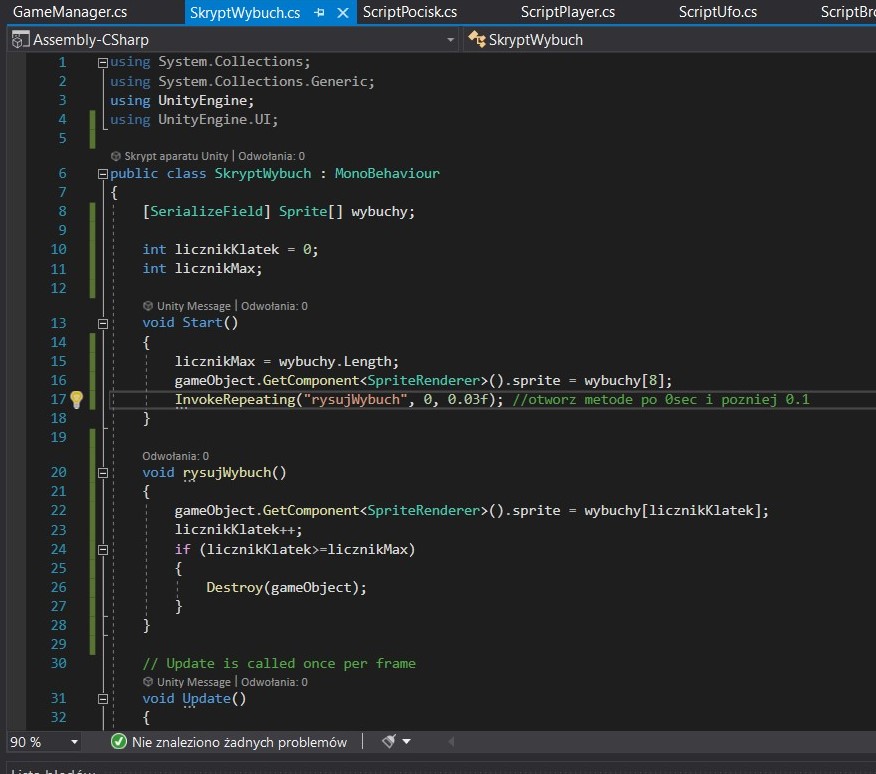 GameManager.cs SkryptWybuch.cs ScriptPocisk.cs ScriptPlayer.cs ScriptUfo.cs
Assembly-CSharp SkryptWybuch
1 using System.Collections;
2 using System.Collections.Generic;
3 using UnityEngine;
4 using UnityEngine.UI;
5
Skrypt aparatu Unity | Odwołania: 0
6 public class SkryptWybuch : MonoBehaviour
7 {
8 [SerializeField] Sprite[] wybuchy;
9
10 int licznikKlatek = 0;
11 int licznikMax;
12
Unity Message | Odwołania: 0
13 void Start()
14 {
15 licznikMax = wybuchy.Length;
16 gameObject.GetComponent<SpriteRenderer>().sprite = wybuchy[8];
17 InvokeRepeating("rysujWybuch", 0, 0.03f); //otworz metode po 0sec i pozniej 0.1
18 }
19
Odwołania: 0
20 void rysujWybuch()
21 {
22 gameObject.GetComponent<SpriteRenderer>().sprite = wybuchy[licznikKlatek];
23 licznikKlatek++;
24 if (licznikKlatek>=licznikMax)
25 {
26 Destroy(gameObject);
27 }
28 }
29
30 // Update is called once per frame
Unity Message | Odwołania: 0
31 void Update()
32 {
90 % Nie znaleziono żadnych problemów